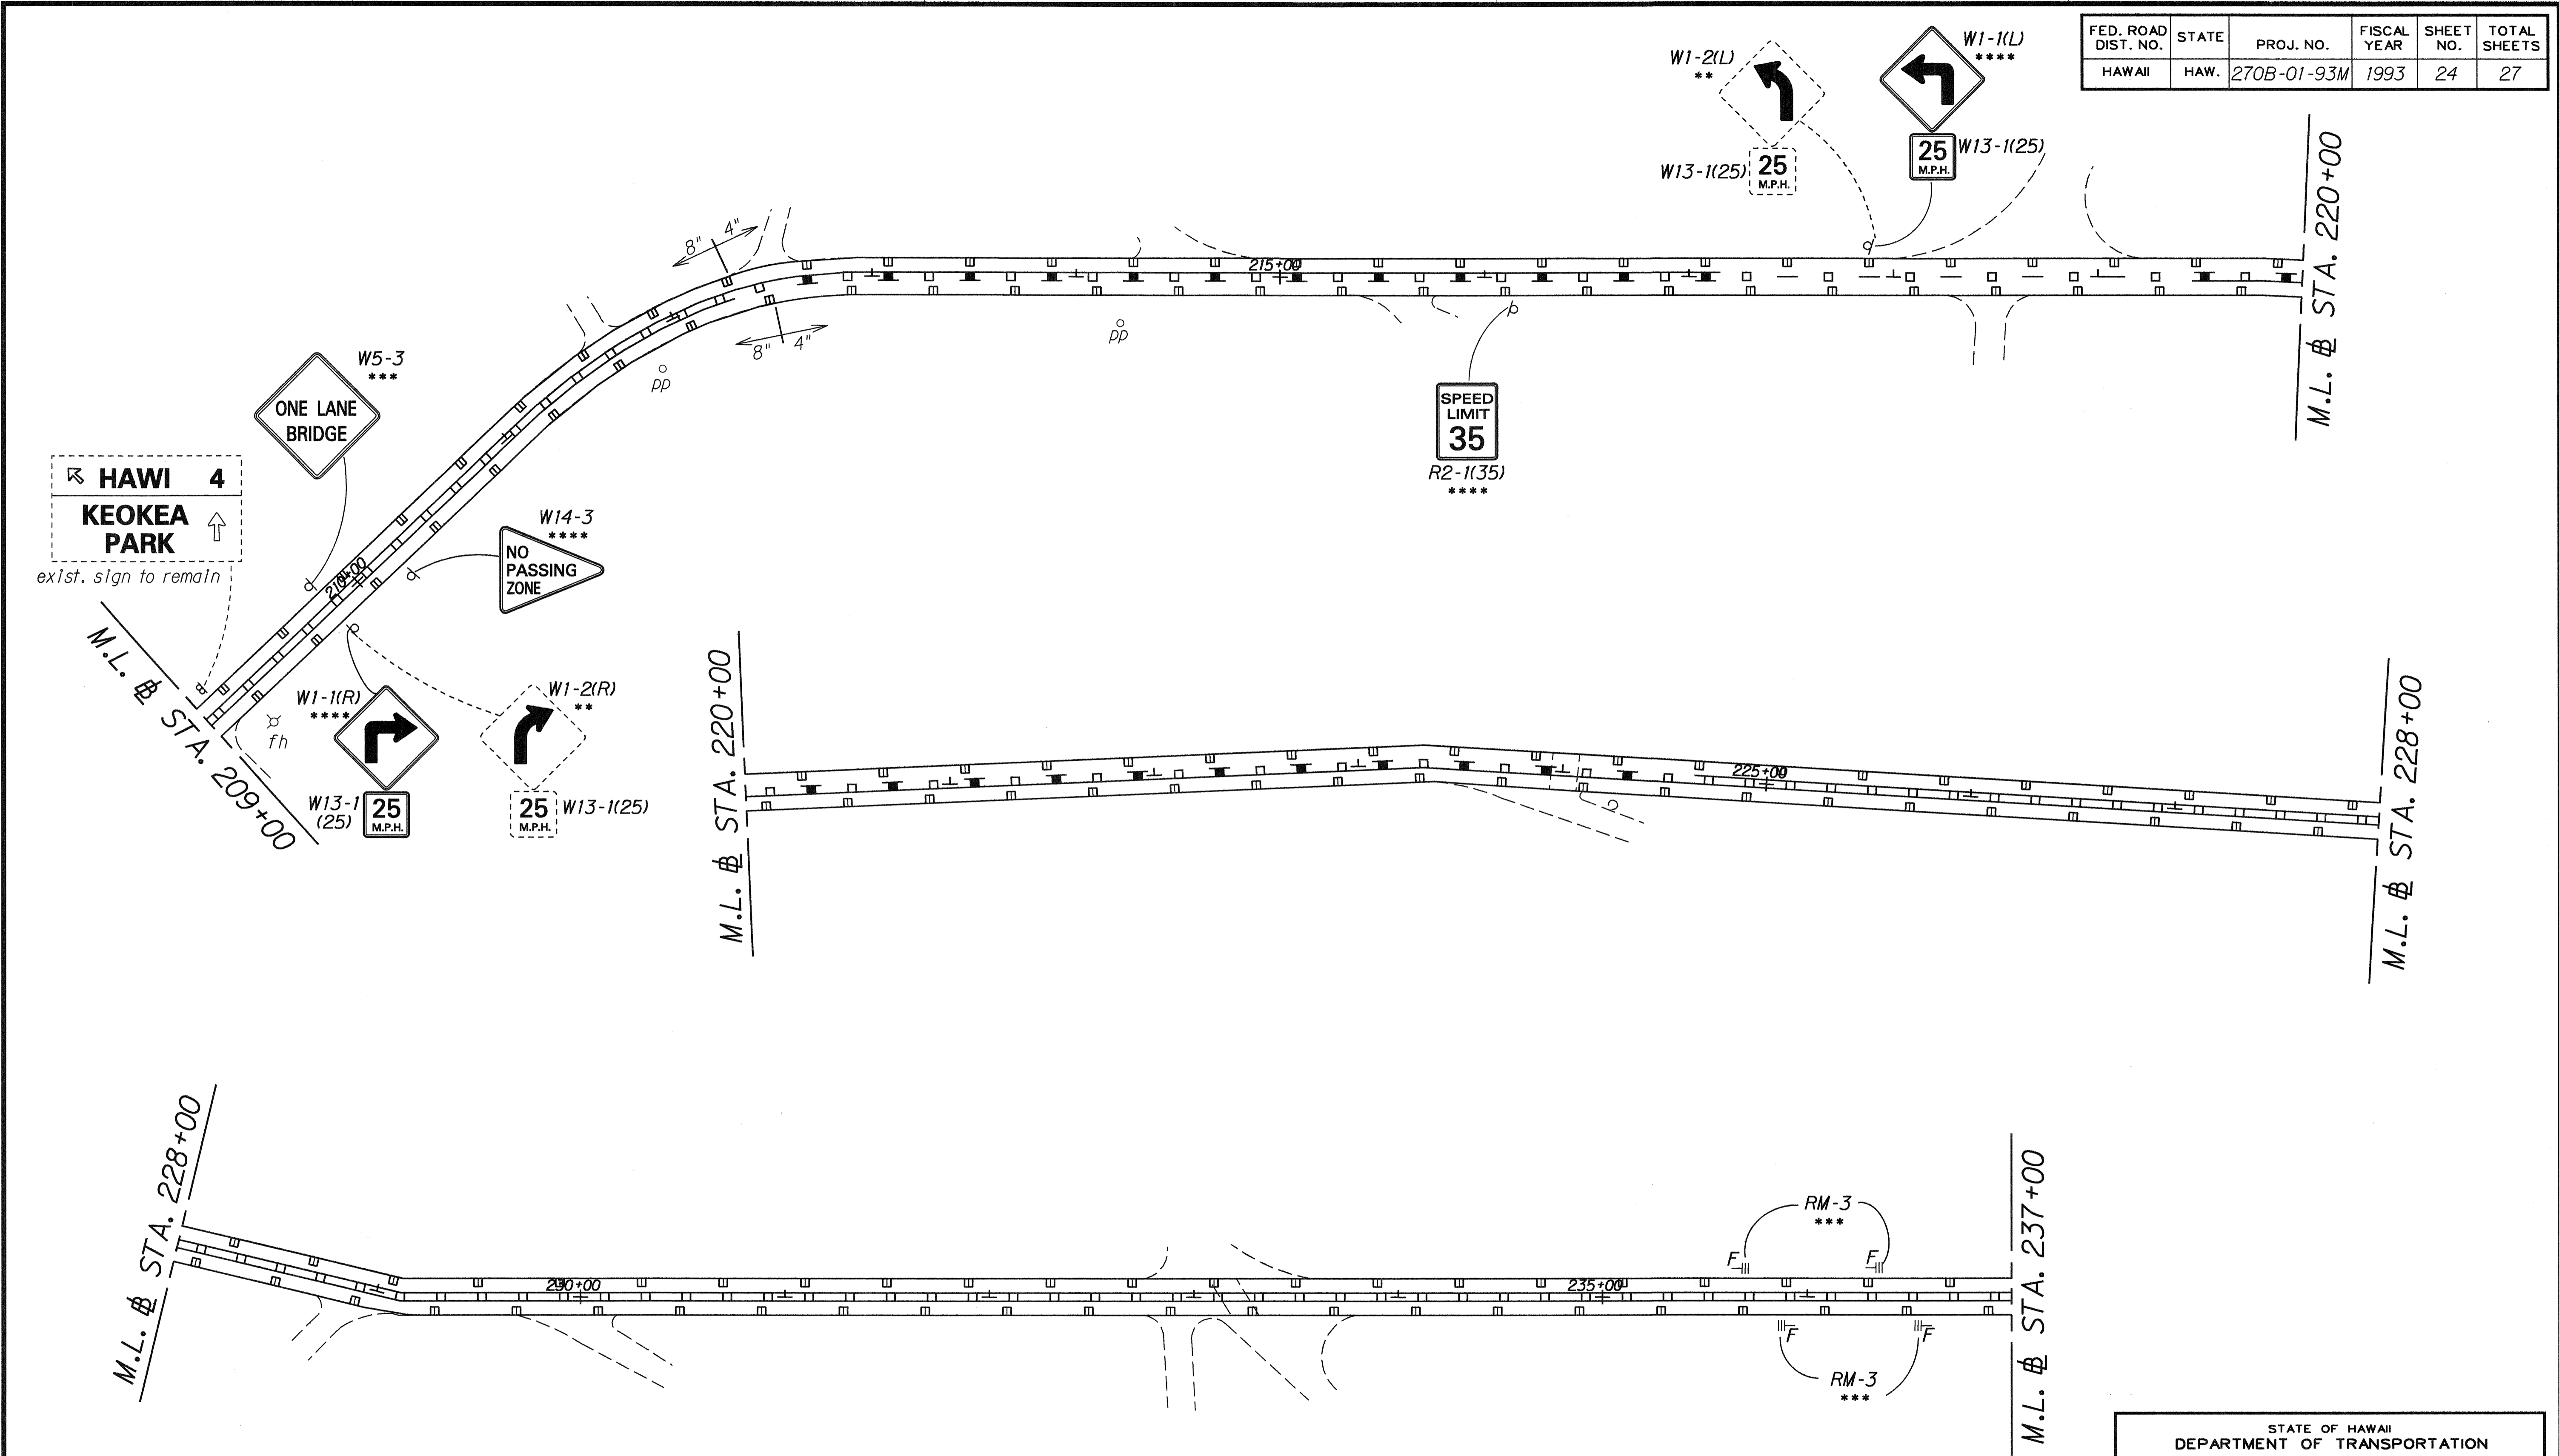 FED. ROAD DIST. NO. STATE PROJ. NO. FISCAL YEAR SHEET NO. TOTAL SHEETS
HAWAII HAW. 270B-01-93M 1993 24 27
W1-2(L)
**
W13-1(25)
25
M.P.H.
W1-1(L)
****
25
M.P.H.
W13-1(25)
8" 4"
8" 4"
215+00
pp
pp
M.L. ⅊ STA. 220+00
SPEED
LIMIT
35
R2-1(35)
****
W5-3
***
ONE LANE
BRIDGE
HAWI 4
KEOKEA
PARK
exist. sign to remain
W14-3
****
NO
PASSING
ZONE
210+00
fh
M.L. ⅊ STA. 209+00
W1-1(R)
****
W13-1
(25)
25
M.P.H.
W1-2(R)
**
25
M.P.H.
W13-1(25)
M.L. ⅊ STA. 220+00
225+00
M.L. ⅊ STA. 228+00
M.L. ⅊ STA. 228+00
230+00
235+00
RM-3
***
F
F
F
F
RM-3
***
M.L. ⅊ STA. 237+00
STATE OF HAWAII
DEPARTMENT OF TRANSPORTATION